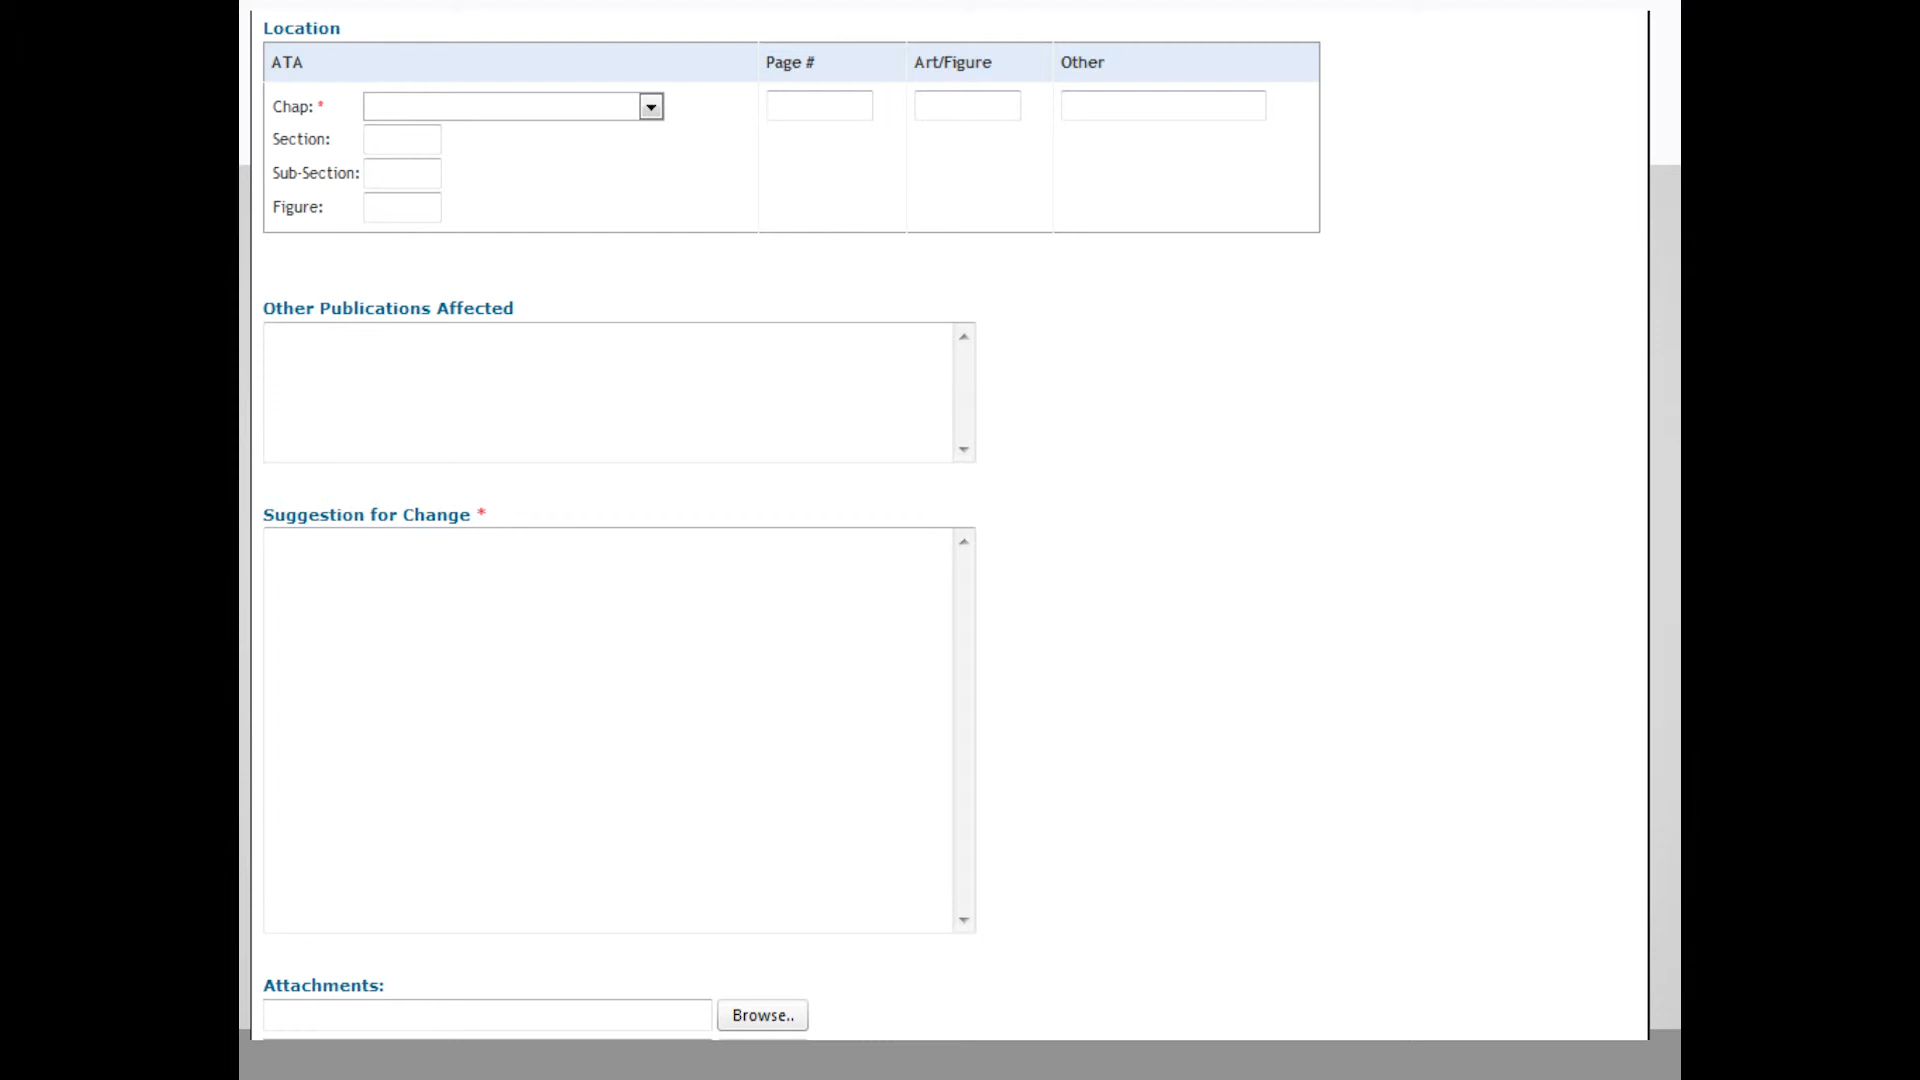 Location
ATA Page # Art/Figure Other
Chap: *
Section:
Sub-Section:
Figure:
Other Publications Affected
Suggestion for Change *
Attachments:
Browse..